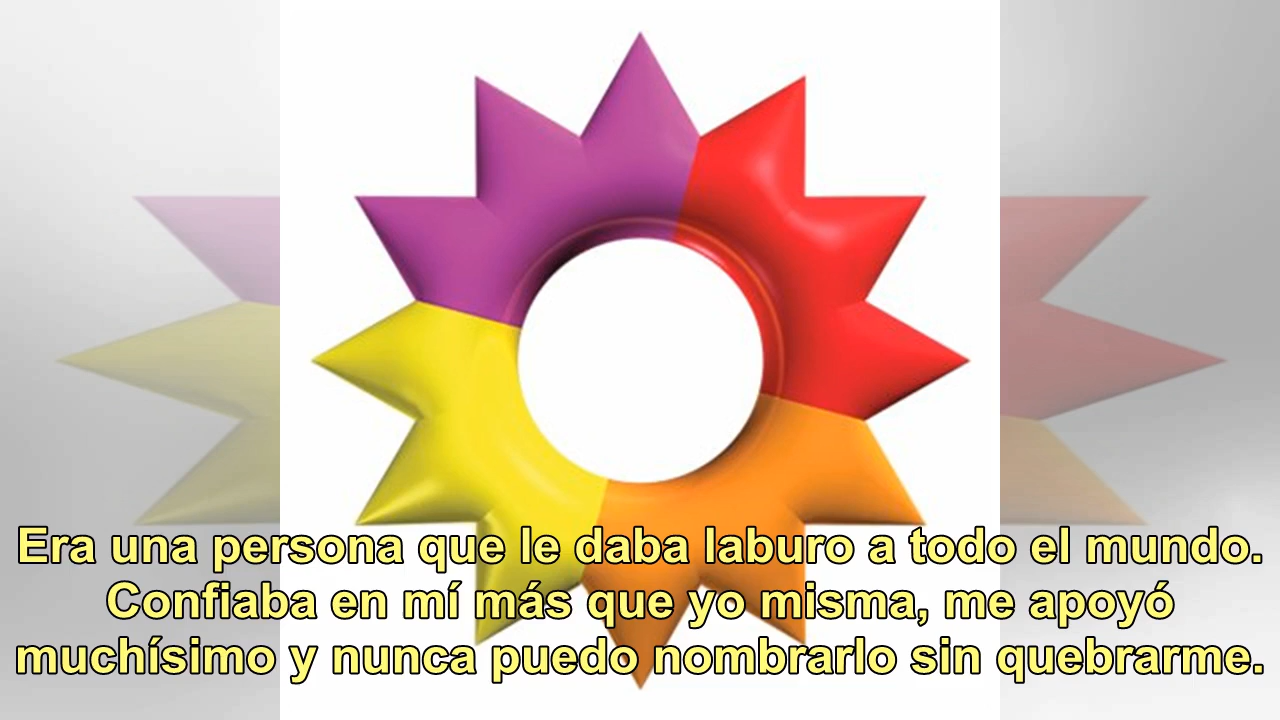 Era una persona que le daba laburo a todo el mundo.
Confiaba en mí más que yo misma, me apoyó
muchísimo y nunca puedo nombrarlo sin quebrarme.